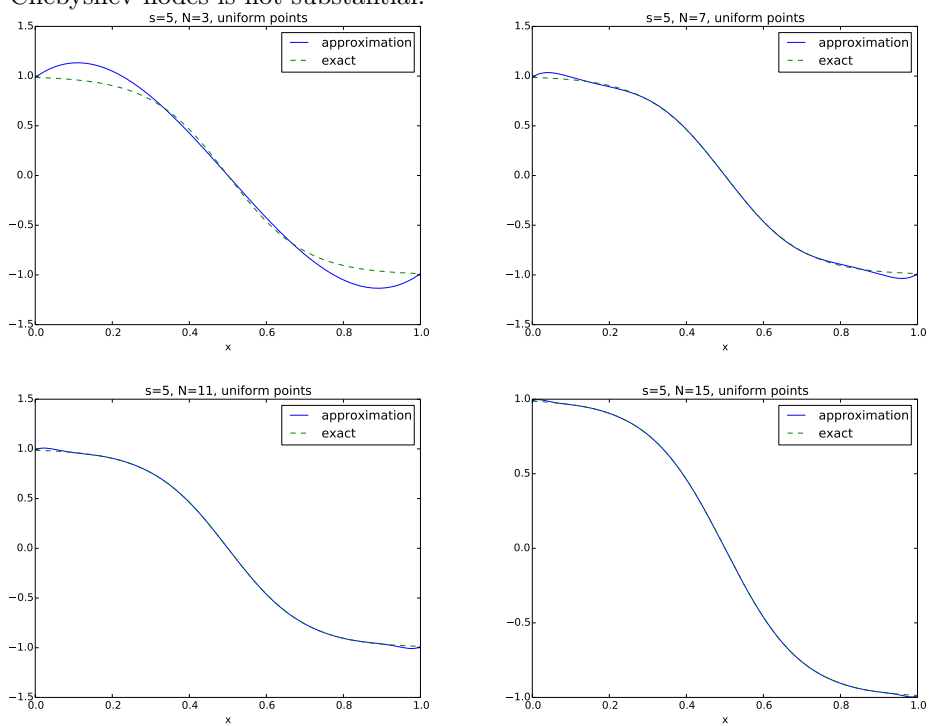 Chebyshev nodes is not substantial.
s=5, N=3, uniform points
approximation
exact
1.5
1.0
0.5
0.0
−0.5
−1.0
−1.5
0.0 0.2 0.4 0.6 0.8 1.0
x
s=5, N=7, uniform points
approximation
exact
1.5
1.0
0.5
0.0
−0.5
−1.0
−1.5
0.0 0.2 0.4 0.6 0.8 1.0
x
s=5, N=11, uniform points
approximation
exact
1.5
1.0
0.5
0.0
−0.5
−1.0
−1.5
0.0 0.2 0.4 0.6 0.8 1.0
x
s=5, N=15, uniform points
approximation
exact
1.0
0.5
0.0
−0.5
−1.0
0.0 0.2 0.4 0.6 0.8 1.0
x